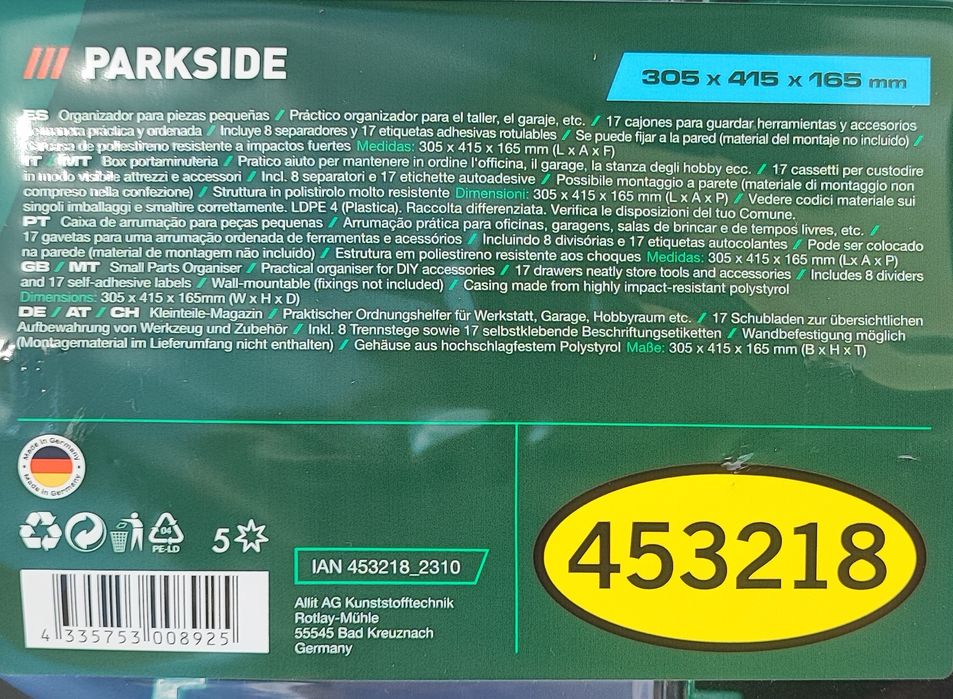 PARKSIDE
305 x 415 x 165 mm
ES Organizador para piezas pequeñas / Práctico organizador para el taller, el garaje, etc. / 17 cajones para guardar herramientas y accesorios
de manera práctica y ordenada / Incluye 8 separadores y 17 etiquetas adhesivas rotulables / Se puede fijar a la pared (material del montaje no incluido) /
Carcasa de poliestireno resistente a impactos fuertes Medidas: 305 x 415 x 165 mm (L x A x F)
IT / MT Box portaminuteria / Pratico aiuto per mantenere in ordine l'officina, il garage, la stanza degli hobby ecc. / 17 cassetti per custodire
in modo visibile attrezzi e accessori / Incl. 8 separatori e 17 etichette autoadesive / Possibile montaggio a parete (materiale di montaggio non
compreso nella confezione) / Struttura in polistirolo molto resistente Dimensioni: 305 x 415 x 165 mm (L x A x P) / Vedere codici materiale sui
singoli imballaggi e smaltire correttamente. LDPE 4 (Plastica). Raccolta differenziata. Verifica le disposizioni del tuo Comune.
PT Caixa de arrumação para peças pequenas / Arrumação prática para oficinas, garagens, salas de brincar e de tempos livres, etc. /
17 gavetas para uma arrumação ordenada de ferramentas e acessórios / Incluindo 8 divisórias e 17 etiquetas autocolantes / Pode ser colocado
na parede (material de montagem não incluido) / Estrutura em poliestireno resistente aos choques Medidas: 305 x 415 x 165 mm (Lx A x P)
GB / MT Small Parts Organiser / Practical organiser for DIY accessories / 17 drawers neatly store tools and accessories / Includes 8 dividers
and 17 self-adhesive labels / Wall-mountable (fixings not included) / Casing made from highly impact-resistant polystyrol
Dimensions: 305 x 415 x 165mm (W x H x D)
DE / AT / CH Kleinteile-Magazin / Praktischer Ordnungshelfer für Werkstatt, Garage, Hobbyraum etc. / 17 Schubladen zur übersichtlichen
Aufbewahrung von Werkzeug und Zubehör / Inkl. 8 Trennstege sowie 17 selbstklebende Beschriftungsetiketten / Wandbefestigung möglich
(Montagematerial im Lieferumfang nicht enthalten) / Gehäuse aus hochschlagfestem Polystyrol Maße: 305 x 415 x 165 mm (B x H x T)
Made in Germany
Made in Germany
04
PE-LD
5
4 335753 008925
IAN 453218_2310
Allit AG Kunststofftechnik
Rotlay-Mühle
55545 Bad Kreuznach
Germany
453218